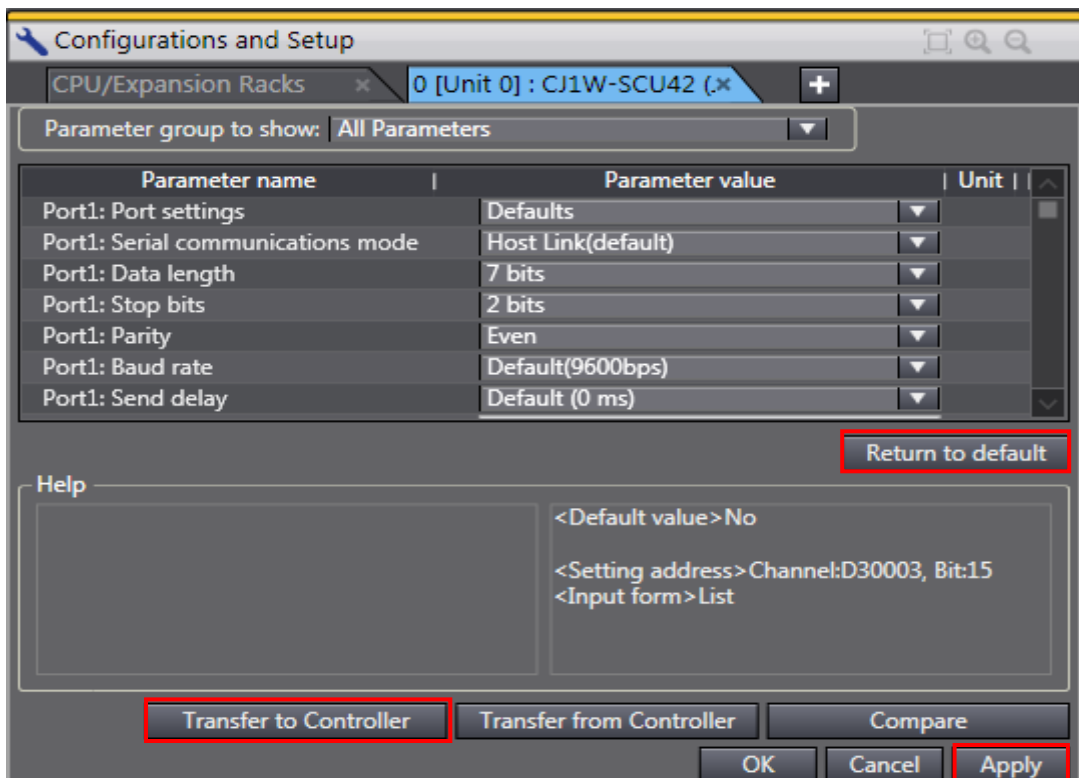 Configurations and Setup
CPU/Expansion Racks × 0 [Unit 0] : CJ1W-SCU42 (.× +
Parameter group to show: All Parameters
Parameter name | Parameter value | Unit |
Port1: Port settings Defaults
Port1: Serial communications mode Host Link(default)
Port1: Data length 7 bits
Port1: Stop bits 2 bits
Port1: Parity Even
Port1: Baud rate Default(9600bps)
Port1: Send delay Default (0 ms)
Return to default
Help
<Default value>No
<Setting address>Channel:D30003, Bit:15
<Input form>List
Transfer to Controller Transfer from Controller Compare
OK Cancel Apply